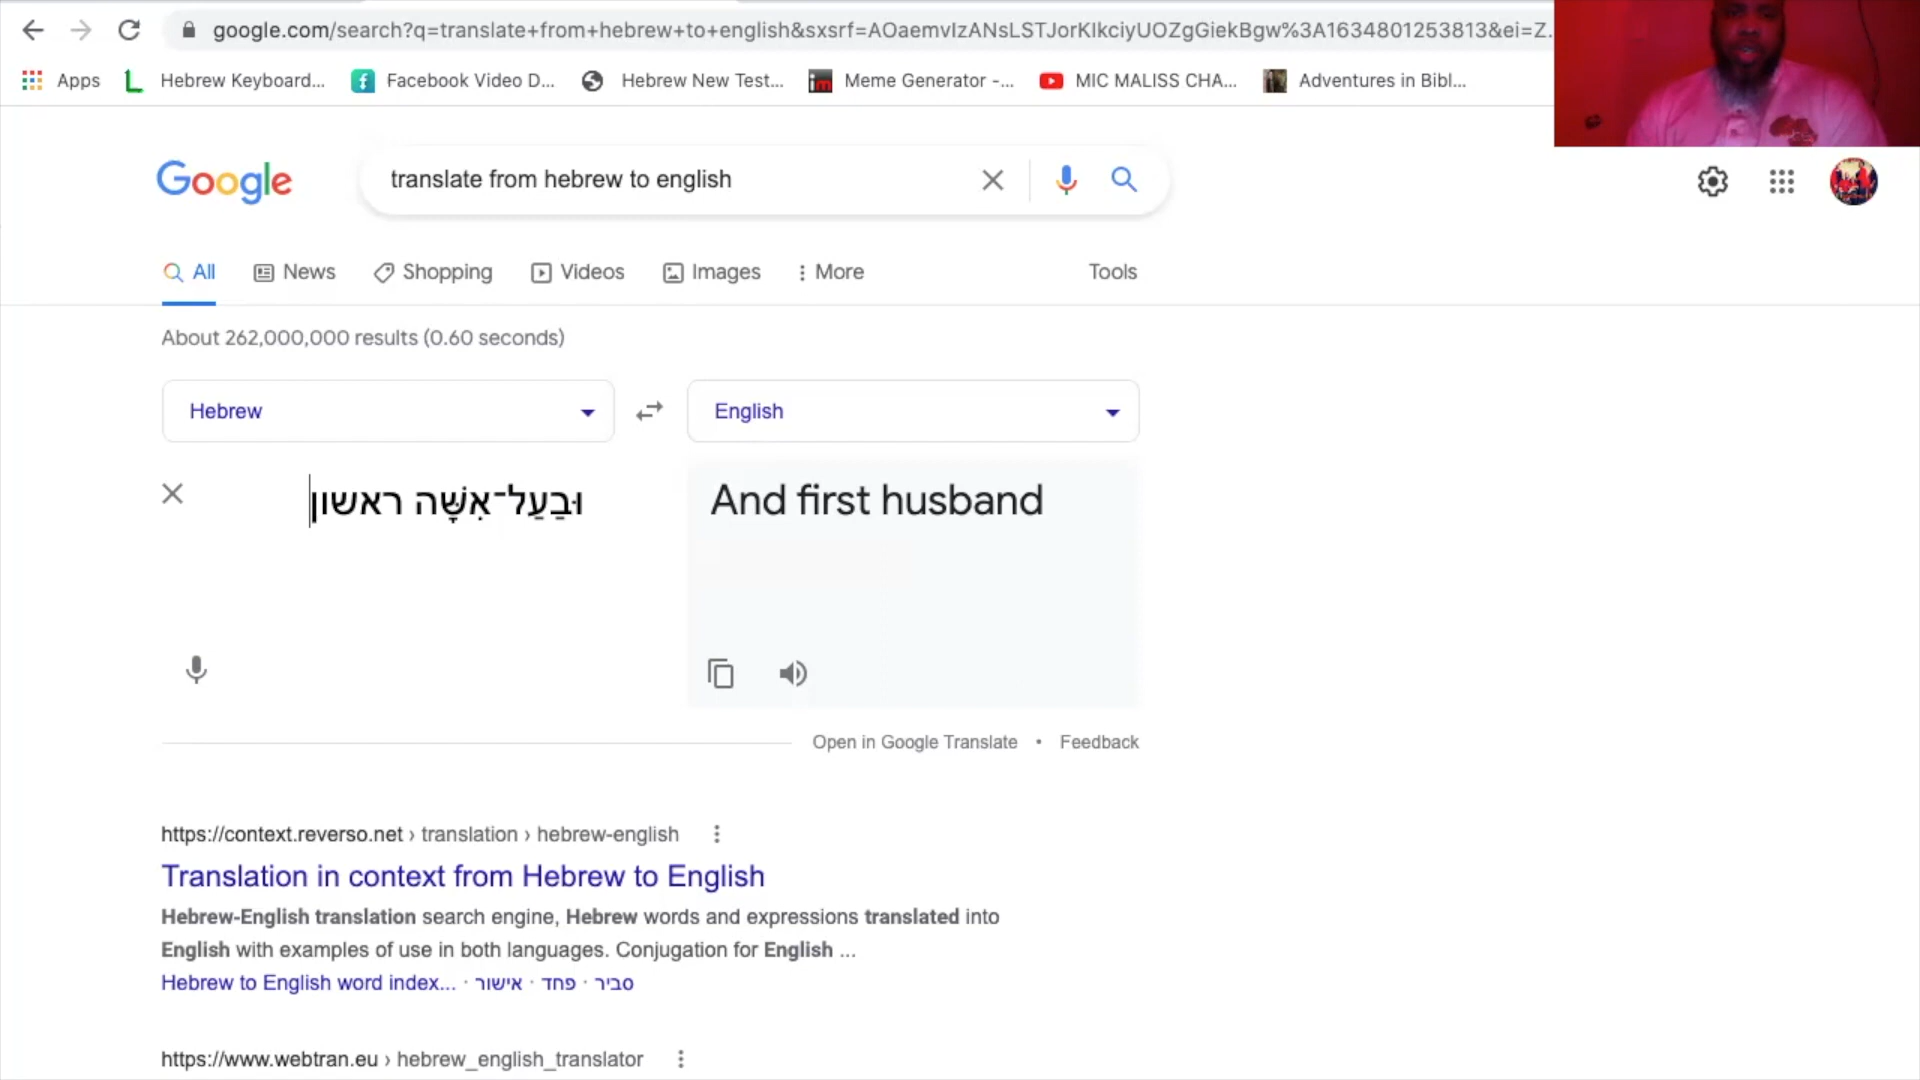 google.com/search?q=translate+from+hebrew+to+english&sxsrf=AOaemvIzANsLSTJorKIkciyUOZgGiekBgw%3A1634801253813&ei=Z...
Apps Hebrew Keyboard... Facebook Video D... Hebrew New Test... Meme Generator -... MIC MALISS CHA... Adventures in Bibl...
Google translate from hebrew to english
All News Shopping Videos Images More Tools
About 262,000,000 results (0.60 seconds)
Hebrew English
וּבַעַל־אִשָּׁה ראשון And first husband
Open in Google Translate • Feedback
https://context.reverso.net › translation › hebrew-english
Translation in context from Hebrew to English
Hebrew-English translation search engine, Hebrew words and expressions translated into
English with examples of use in both languages. Conjugation for English ...
Hebrew to English word index... · אישור · פחד · סביר
https://www.webtran.eu › hebrew_english_translator